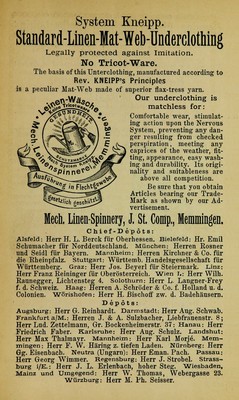 System Kneipp.
Standard-Linen-Mat-Web-Underclothing
Legally protected against Imitation.
No Tricot-Ware.
The basis of this Unterclothing, manufactured according to
Rev. KNEIPP's Principles
is a peculiar Mat-Web made of superior flax-tress yarn.
Our underclothing is
matchless for:
Comfortable wear, stimulat-
ing action upon the Nervous
System, preventing any dan-
ger resulting from checked
perspiration, meeting any
caprices of the weather, fit-
ting, appearance, easy wash-
ing and durability. Its origi-
nality and suitableness are
above all competition.
Be sure that you obtain
Articles bearing our Trade-
Mark as shown by our Ad-
vertisement.
Leinen-Wäsche
Mech. Leinenspinnerei, Memmingen
Ausführung in Flechtgewebe
gesetzlich geschützt.
Mech. Linen-Spinnery, J. St. Comp., Memmingen.
Chief-Dépôts:
Alsfeld: Herr H. L. Berck für Oberhessen. Bielefeld: Hr. Emil
Schumacher für Norddeutschland. München: Herren Rosner
und Seidl für Bayern. Mannheim: Herren Kirchner & Co. für
die Rheinpfalz. Stuttgart: Württemb. Handelsgesellschaft für
Württemberg. Graz: Herr Jos. Beyerl für Steiermark. Linz:
Herr Franz Reininger für Oberösterreich. Wien I.: Herr Wilh.
Raunegger, Lichtensteg 4. Solothurn: Herr L. Langner-Frey
f. d. Schweiz. Haag: Herren A. Schröder & Co. f. Holland u. d.
Colonien. Wörishofen: Herr H. Bischoff zw. d. Badehäusern.
Dépôts:
Augsburg: Herr G. Reinhardt. Darmstadt: Herr Aug. Schwab.
Frankfurt a/M.: Herren J. & A. Sulzbacher, Liebfrauenstr. 8;
Herr Lud. Zettelmann, Gr. Bockenheimerstr. 37; Hanau: Herr
Friedrich Faber. Karlsruhe: Herr Aug. Schulz. Landshut:
Herr Max Thalmayr. Mannheim: Herr Karl Morjé. Mem-
mingen: Herr F. W. Häring z. tiefen Laden. Nürnberg: Herr
Gg. Eisenbach. Neutra (Ungarn): Herr Eman. Pach. Passau:
Herr Georg Wimmer. Regensburg: Herr J. Strobel. Strass-
burg i/E.: Herr J. L. Erlenbach, hoher Steg. Wiesbaden,
Mainz und Umgegend: Herr W. Thomas, Webergasse 23.
Würzburg: Herr M. Ph. Seisser.